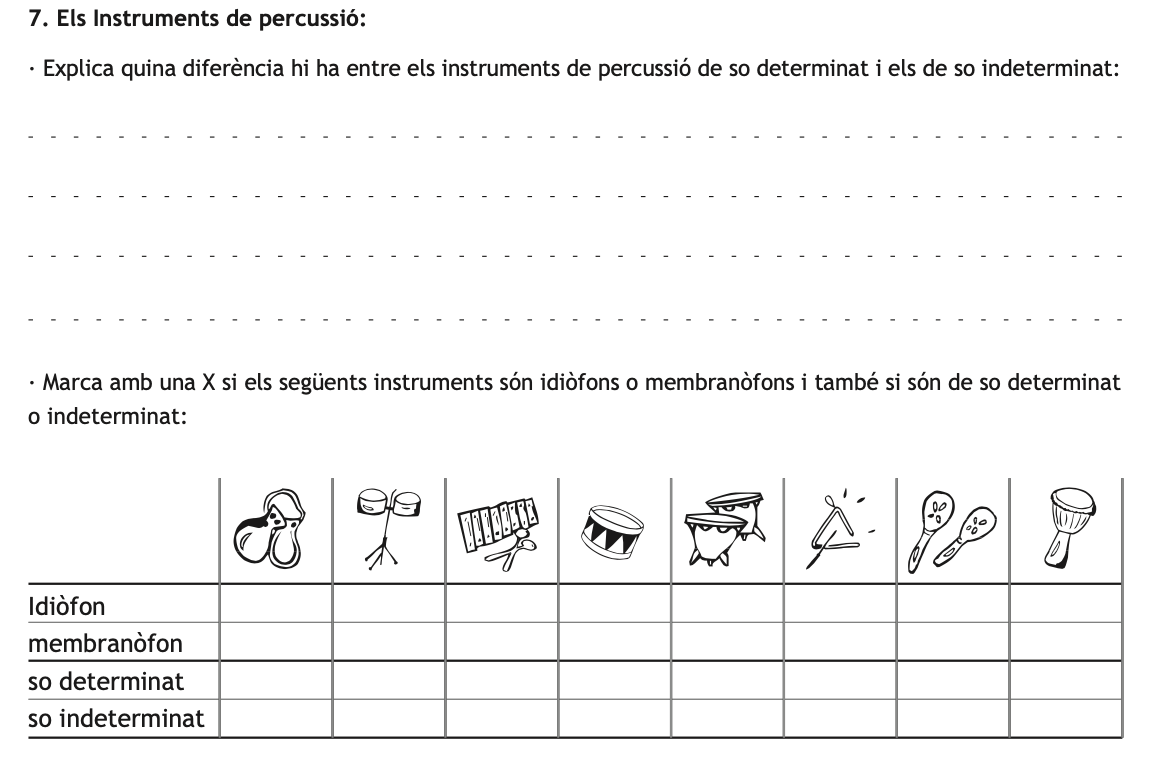 7. Els Instruments de percussió:
· Explica quina diferència hi ha entre els instruments de percussió de so determinat i els de so indeterminat:
· Marca amb una X si els següents instruments són idiòfons o membranòfons i també si són de so determinat
o indeterminat:
Idiòfon
membranòfon
so determinat
so indeterminat